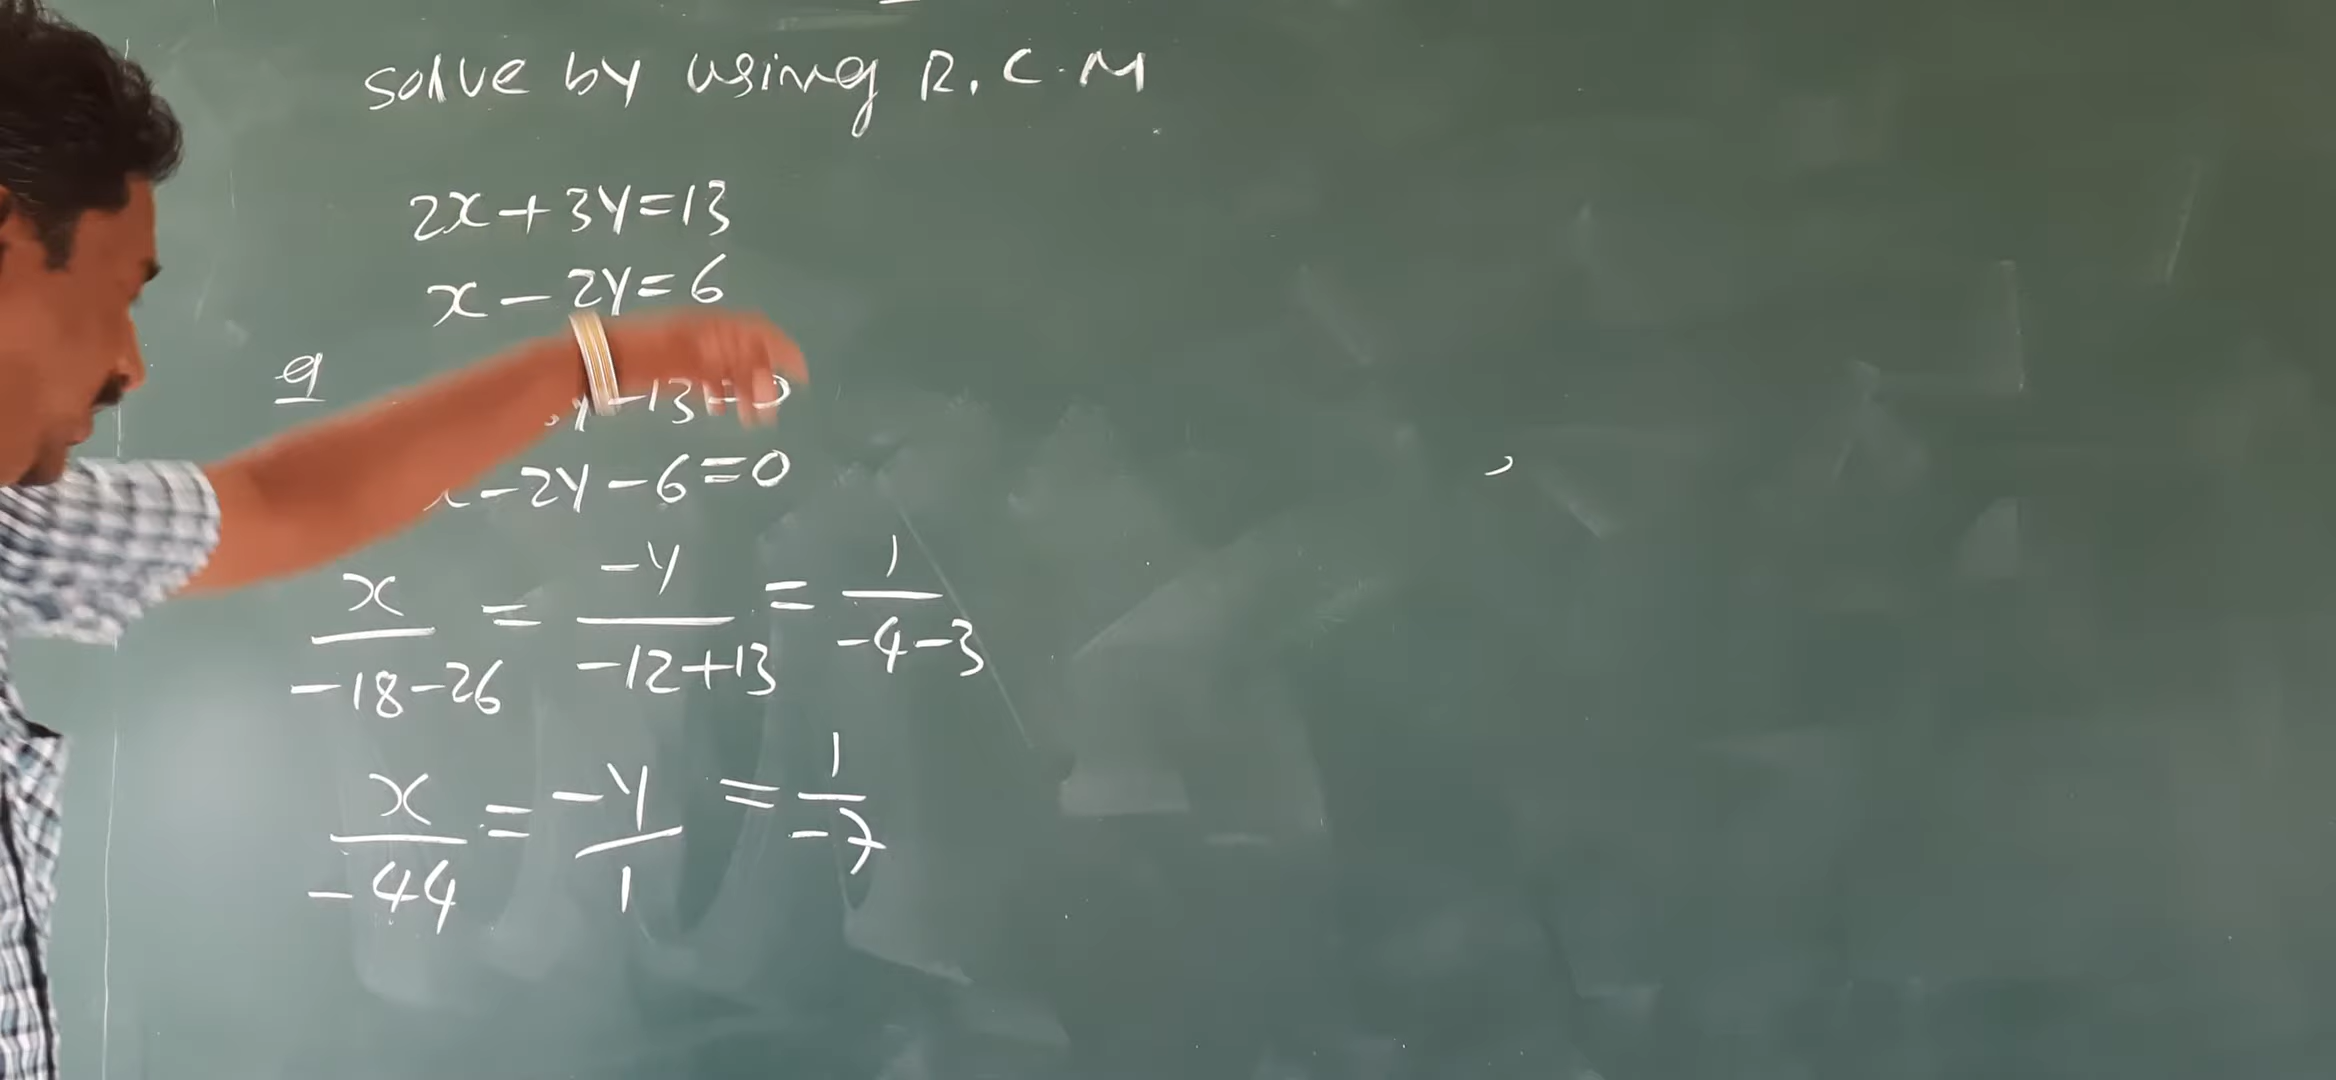 solve by using R.C.M
2x+3y=13
x-2y=6
y-13=0
x-2y-6=0
x/-18-26 = -y/-12+13 = 1/-4-3
x/-44 = -y/1 = 1/-7